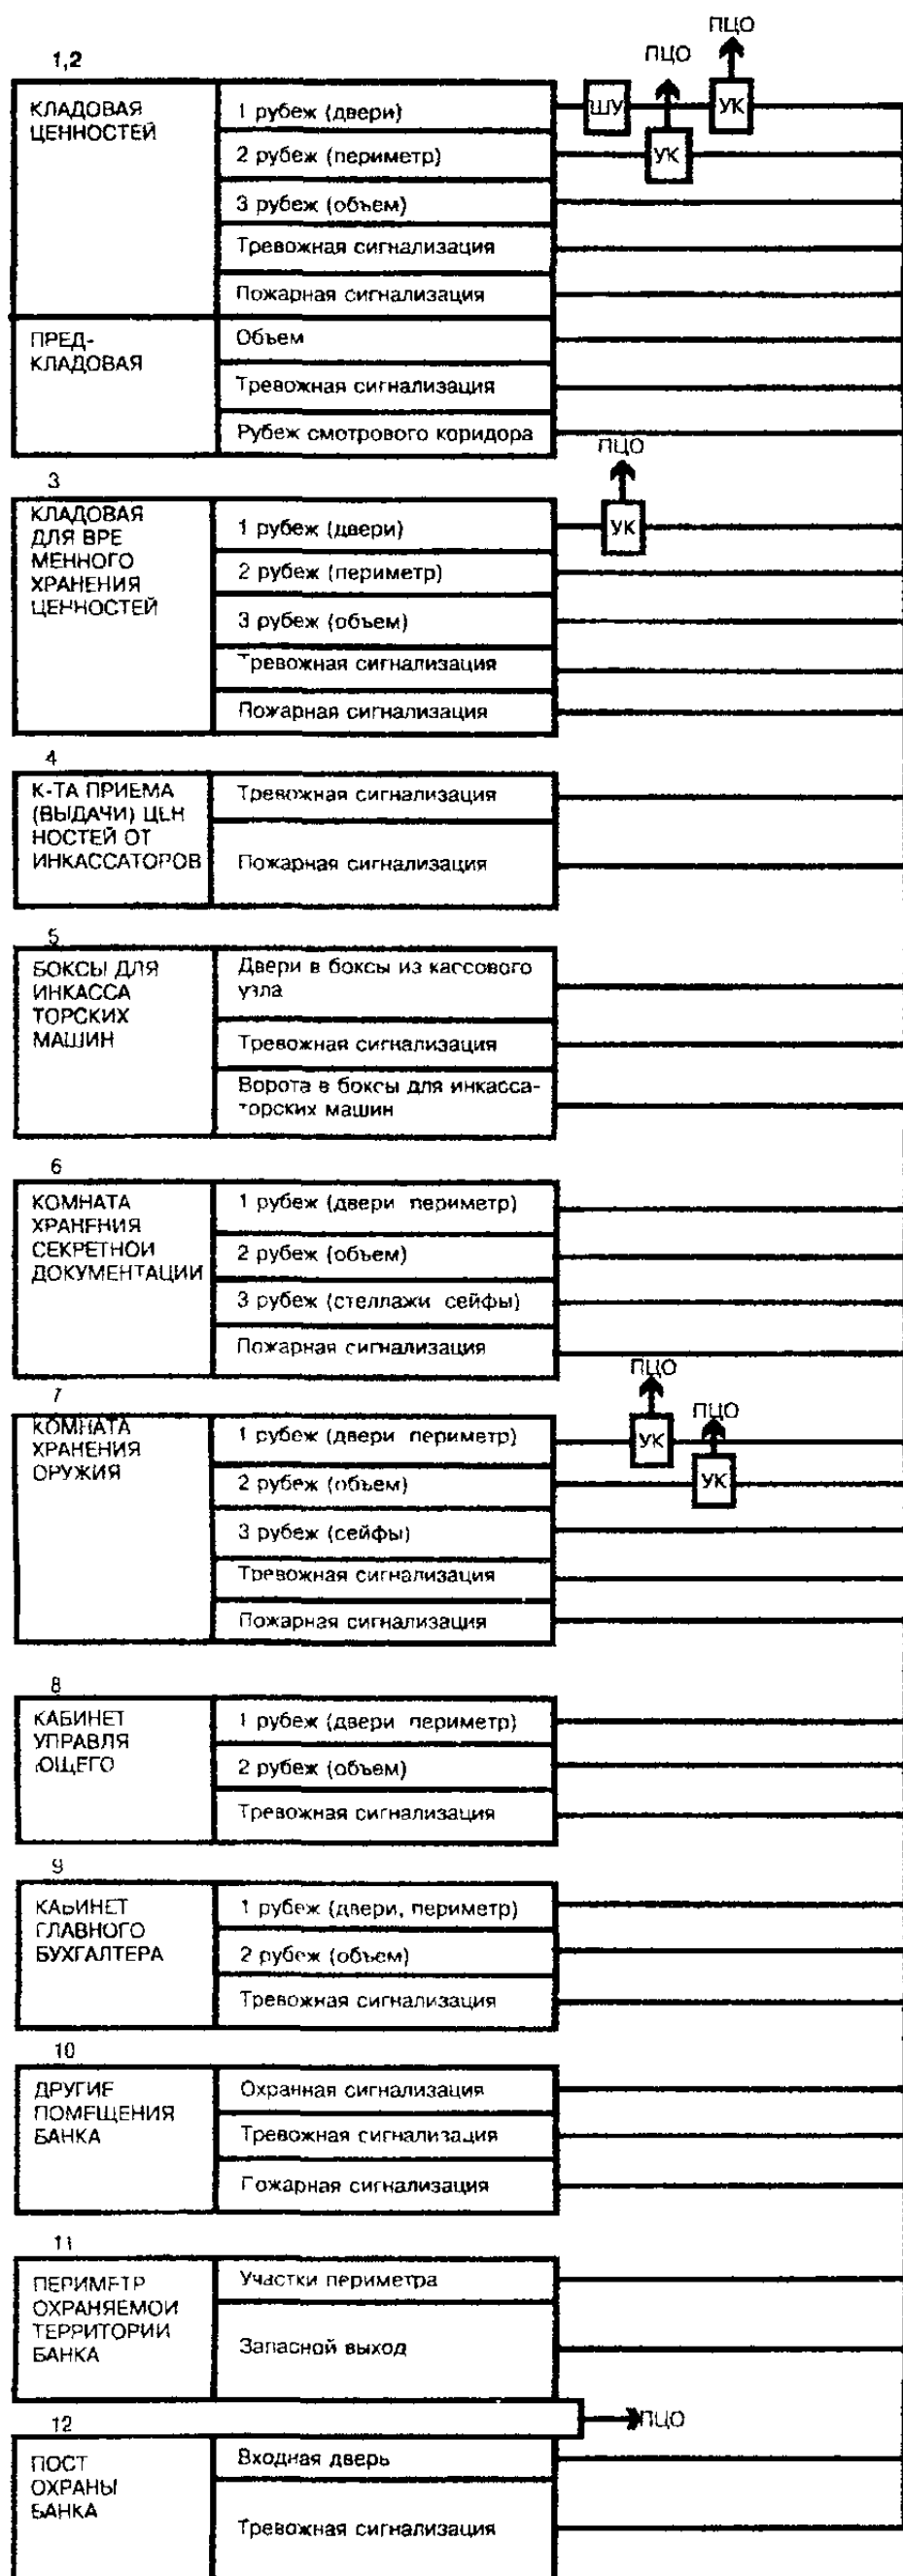 ПЦО
ПЦО
1,2
КЛАДОВАЯ
ЦЕННОСТЕЙ
1 рубеж (двери)
ШУ
УК
2 рубеж (периметр)
УК
3 рубеж (объем)
Тревожная сигнализация
Пожарная сигнализация
ПРЕД-
КЛАДОВАЯ
Объем
Тревожная сигнализация
Рубеж смотрового коридора
ПЦО
3
КЛАДОВАЯ
ДЛЯ ВРЕ
МЕННОГО
ХРАНЕНИЯ
ЦЕННОСТЕЙ
1 рубеж (двери)
УК
2 рубеж (периметр)
3 рубеж (объем)
Тревожная сигнализация
Пожарная сигнализация
4
К-ТА ПРИЕМА
(ВЫДАЧИ) ЦЕН
НОСТЕЙ ОТ
ИНКАССАТОРОВ
Тревожная сигнализация
Пожарная сигнализация
5
БОКСЫ ДЛЯ
ИНКАССА
ТОРСКИХ
МАШИН
Двери в боксы из кассового
узла
Тревожная сигнализация
Ворота в боксы для инкасса-
торских машин
6
КОМНАТА
ХРАНЕНИЯ
СЕКРЕТНОЙ
ДОКУМЕНТАЦИИ
1 рубеж (двери периметр)
2 рубеж (объем)
3 рубеж (стеллажи сейфы)
Пожарная сигнализация
ПЦО
ПЦО
7
КОМНАТА
ХРАНЕНИЯ
ОРУЖИЯ
1 рубеж (двери периметр)
УК
2 рубеж (объем)
УК
3 рубеж (сейфы)
Тревожная сигнализация
Пожарная сигнализация
8
КАБИНЕТ
УПРАВЛЯ
ЮЩЕГО
1 рубеж (двери периметр)
2 рубеж (объем)
Тревожная сигнализация
9
КАБИНЕТ
ГЛАВНОГО
БУХГАЛТЕРА
1 рубеж (двери, периметр)
2 рубеж (объем)
Тревожная сигнализация
10
ДРУГИЕ
ПОМЕЩЕНИЯ
БАНКА
Охранная сигнализация
Тревожная сигнализация
Пожарная сигнализация
11
ПЕРИМЕТР
ОХРАНЯЕМОЙ
ТЕРРИТОРИИ
БАНКА
Участки периметра
Запасной выход
ПЦО
12
ПОСТ
ОХРАНЫ
БАНКА
Входная дверь
Тревожная сигнализация